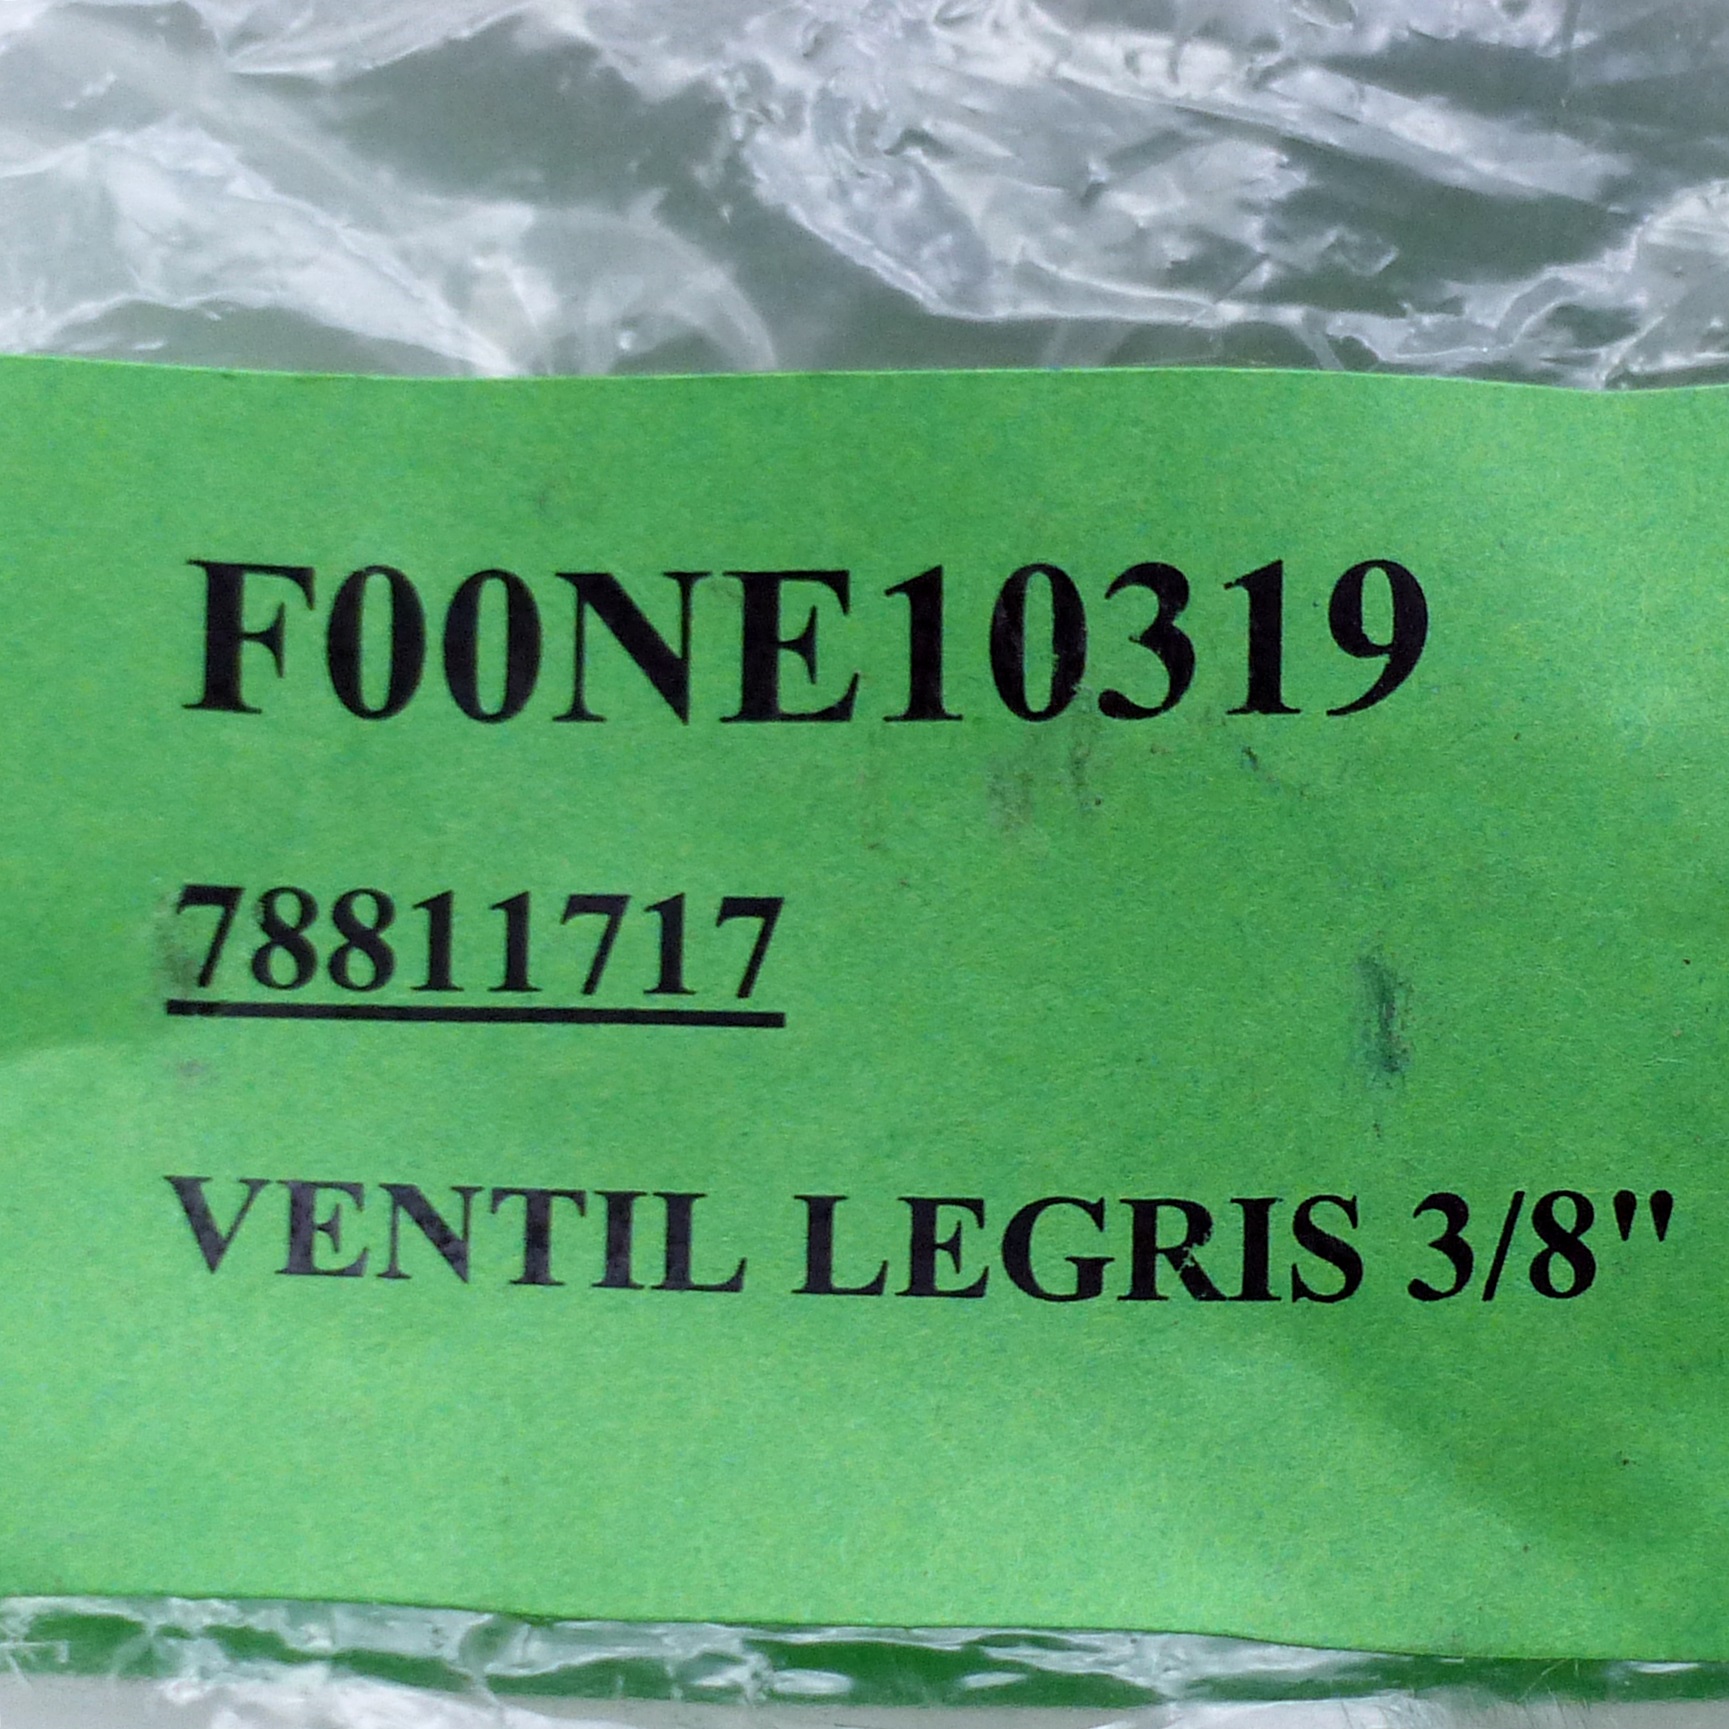 F00NE10319
78811717
VENTIL LEGRIS 3/8"